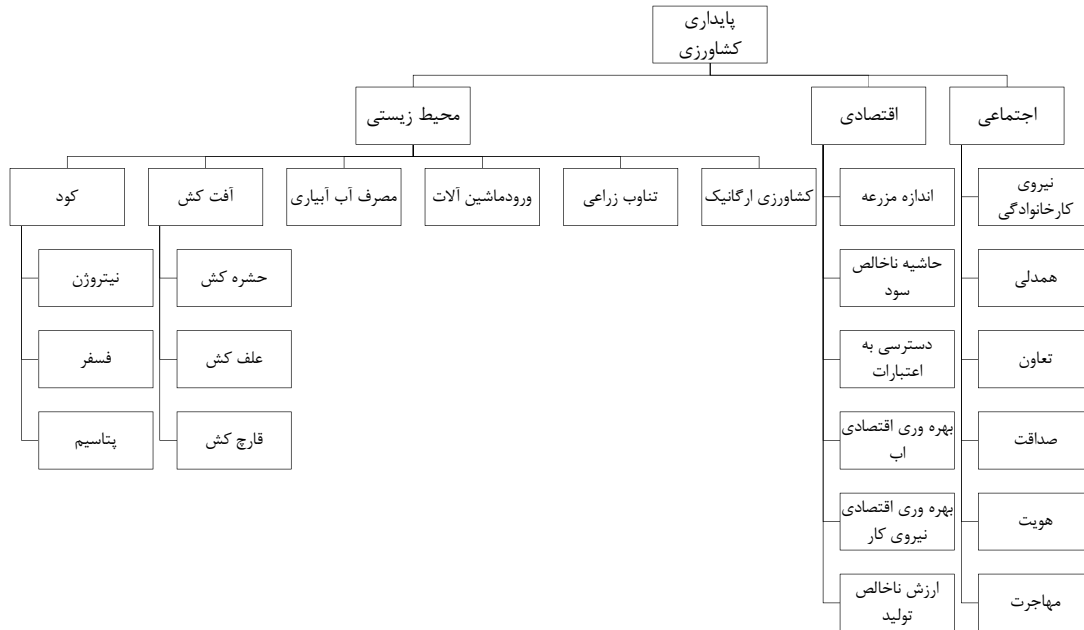 پایداری
کشاورزی
اجتماعی
اقتصادی
محیط زیستی
نیروی
کارخانوادگی
همدلی
تعاون
صداقت
هویت
مهاجرت
اندازه مزرعه
حاشیه ناخالص
سود
دسترسی به
اعتبارات
بهره وری اقتصادی
اب
بهره وری اقتصادی
نیروی کار
ارزش ناخالص
تولید
کشاورزی ارگانیک
تناوب زراعی
ورودماشین آلات
مصرف آب آبیاری
آفت کش
حشره کش
علف کش
قارچ کش
کود
نیتروژن
فسفر
پتاسیم